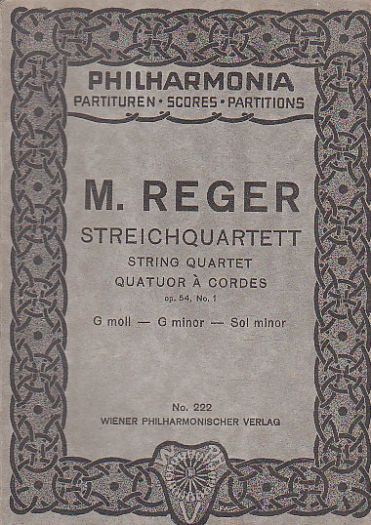 PHILHARMONIA
PARTITUREN · SCORES · PARTITIONS
M. REGER
STREICHQUARTETT
STRING QUARTET
QUATUOR À CORDES
op. 54, No. 1
G moll — G minor — Sol minor
No. 222
WIENER PHILHARMONISCHER VERLAG